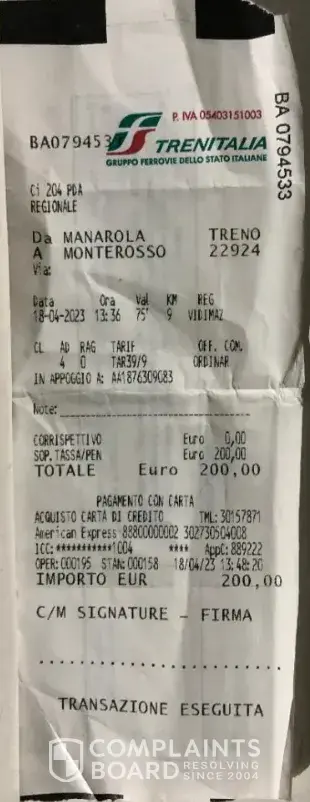 P. IVA 05403151003
BA079453
TRENITALIA
GRUPPO FERROVIE DELLO STATO ITALIANE
BA 0794533
Ci 204 PDA
REGIONALE
Da MANAROLA TRENO
A MONTEROSSO 22924
Via:
Data Ora Val KM REG
18-04-2023 13:36 75' 9 VIDIMAZ
CL AD RAG TARIF OFF. COM.
4 0 TAR39/9 ORDINAR
IN APPOGGIO A: AA1876309083
Note:
CORRISPETTIVO Euro 0,00
SOP.TASSA/PEN Euro 200,00
TOTALE Euro 200,00
PAGAMENTO CON CARTA
ACQUISTO CARTA DI CREDITO TML:30157871
American Express 88800000002 302730504008
ICC:***********1004 **** AppC:889222
OPER:000195 STAN:000158 18/04/23 13:48:20
IMPORTO EUR 200,00
C/M SIGNATURE - FIRMA
TRANSAZIONE ESEGUITA
COMPLAINTS
BOARD RESOLVING
SINCE 2004